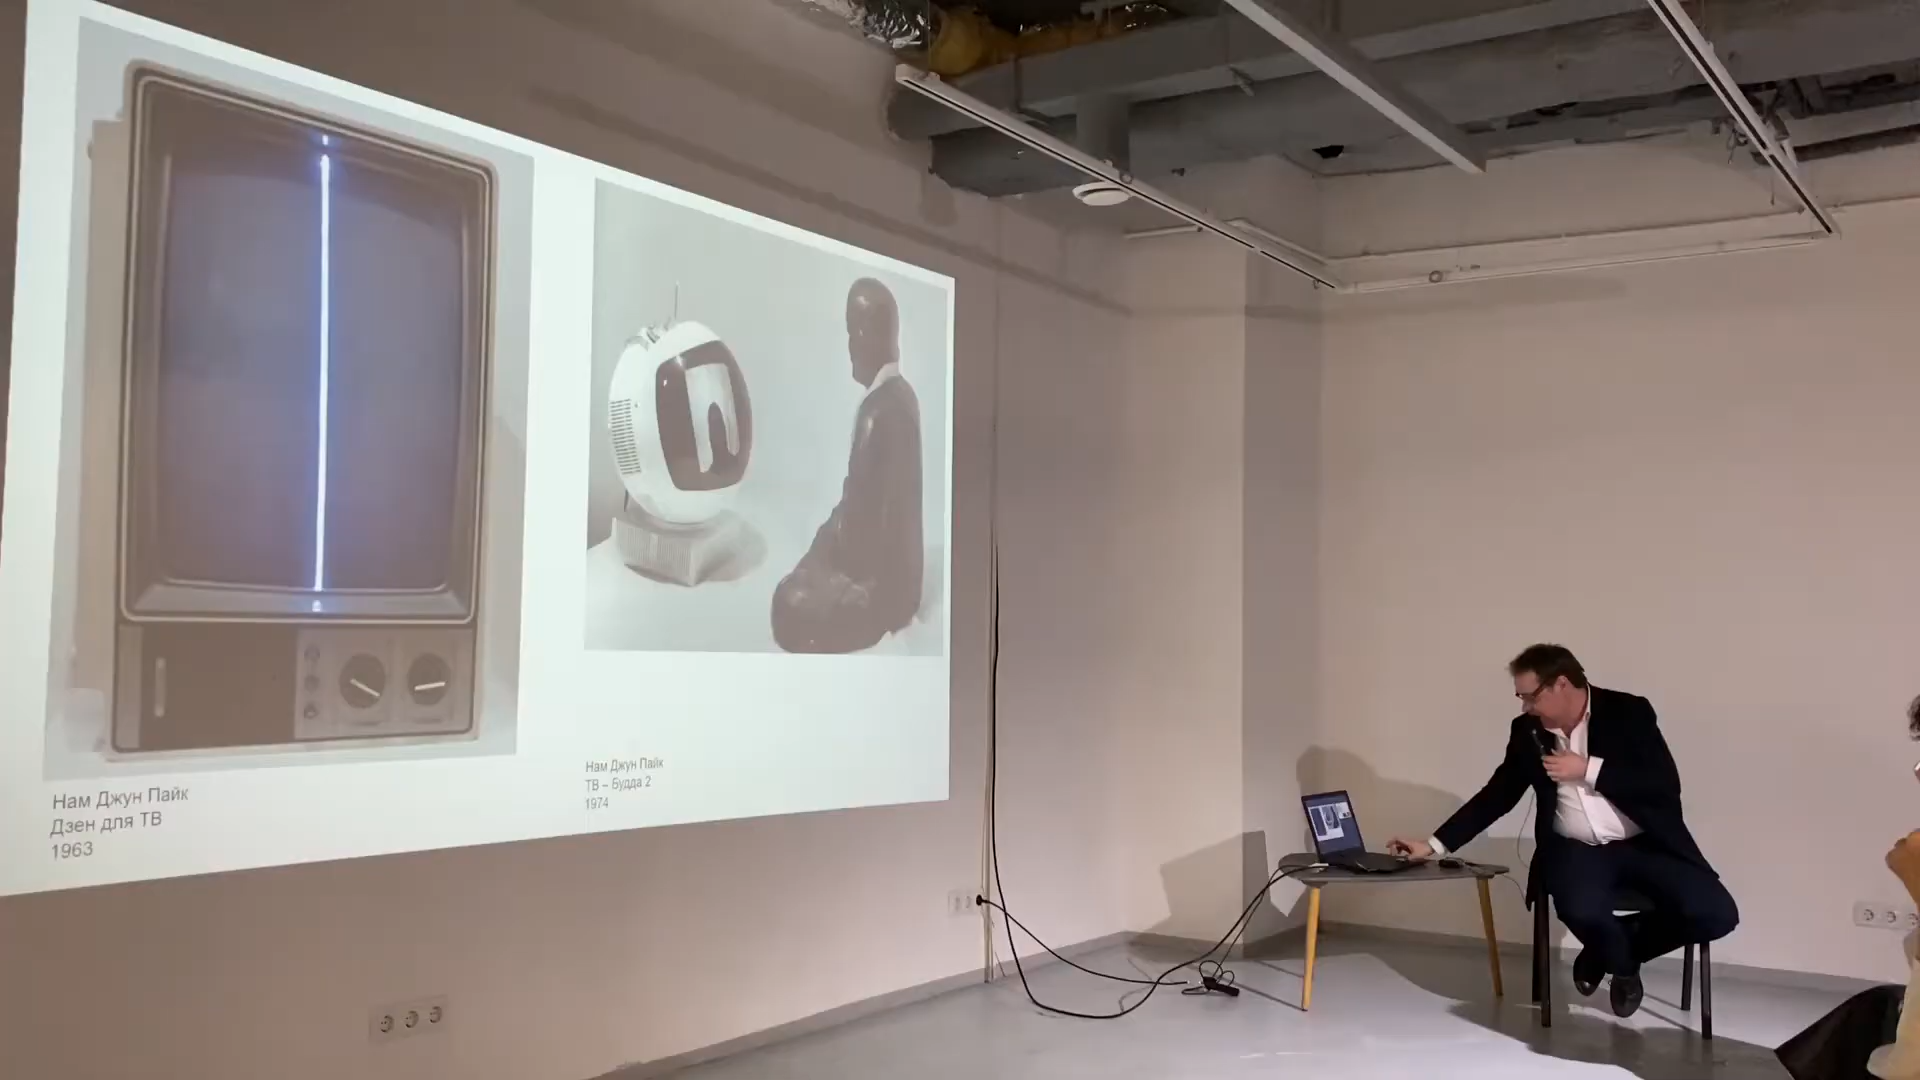 Нам Джун Пайк
Дзен для ТВ
1963
Нам Джун Пайк
ТВ – Будда 2
1974